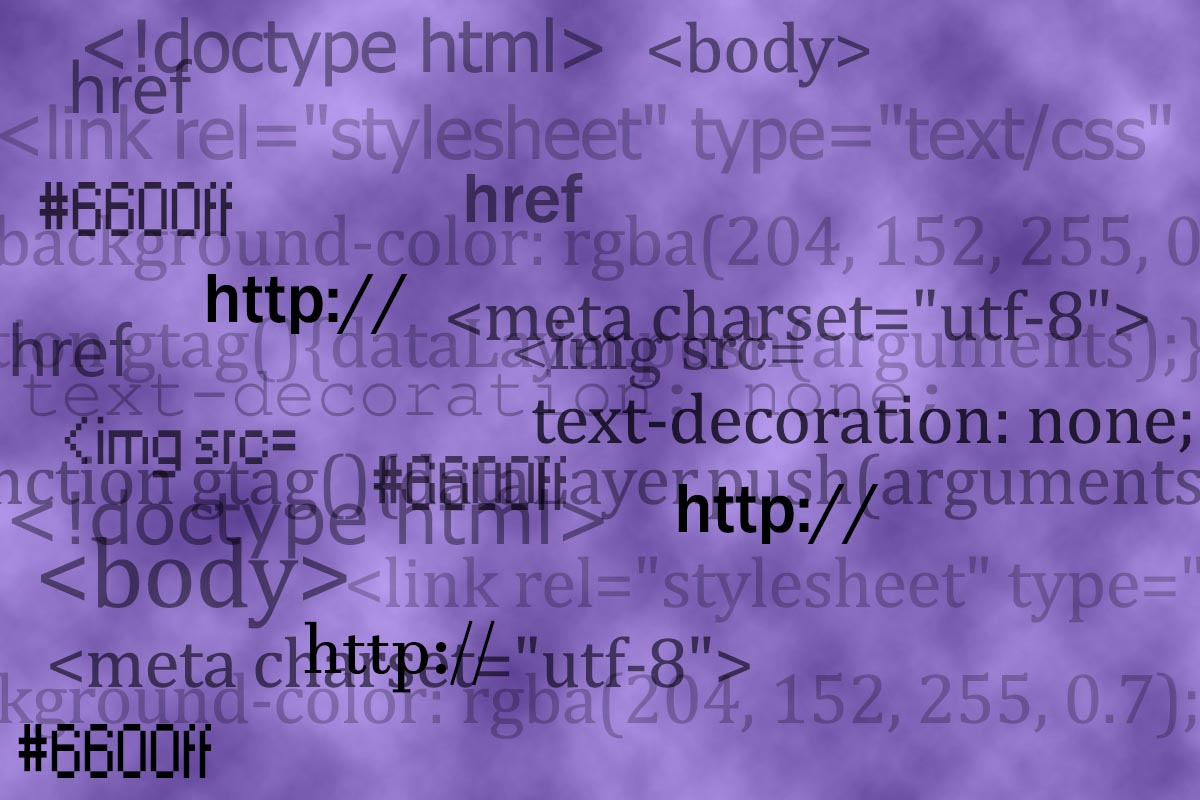 <!doctype html> <body>
href
<link rel="stylesheet" type="text/css"
#6600ff href
background-color: rgba(204, 152, 255, 0
http:// <meta charset="utf-8">
href
tion gtag(){dataLayer.push(arguments);}
<img src=
text-decoration: none;
text-decoration: none;
<img src=
nction gtag(){dataLayer.push(arguments
#6600ff http://
<!doctype html>
<body> <link rel="stylesheet" type="
http://
<meta charset="utf-8">
kground-color: rgba(204, 152, 255, 0.7);
#6600ff